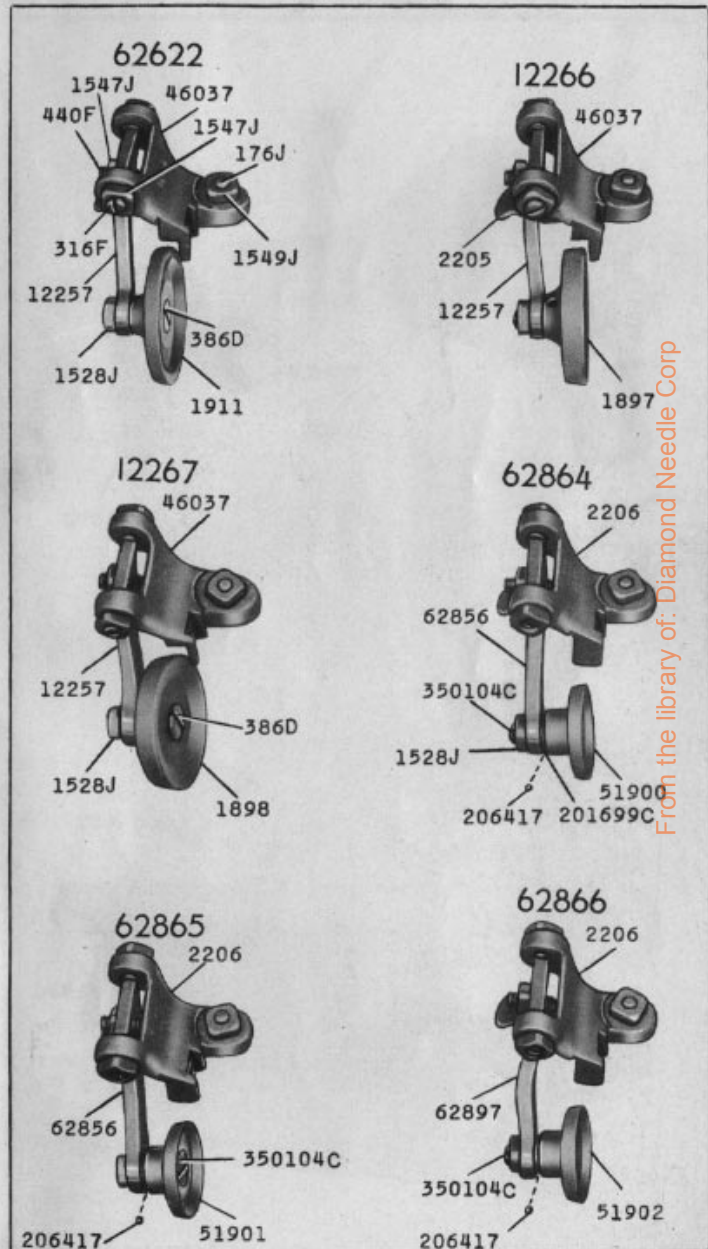 62622
1547J
46037
440F
1547J
176J
316F
1549J
12257
386D
1528J
1911
12266
46037
2205
12257
1897
12267
46037
12257
386D
1528J
1898
62864
2206
62856
350104C
1528J
51900
206417
201699C
62865
2206
62856
350104C
51901
206417
62866
2206
62897
350104C
51902
206417
From the library of: Diamond Needle Corp